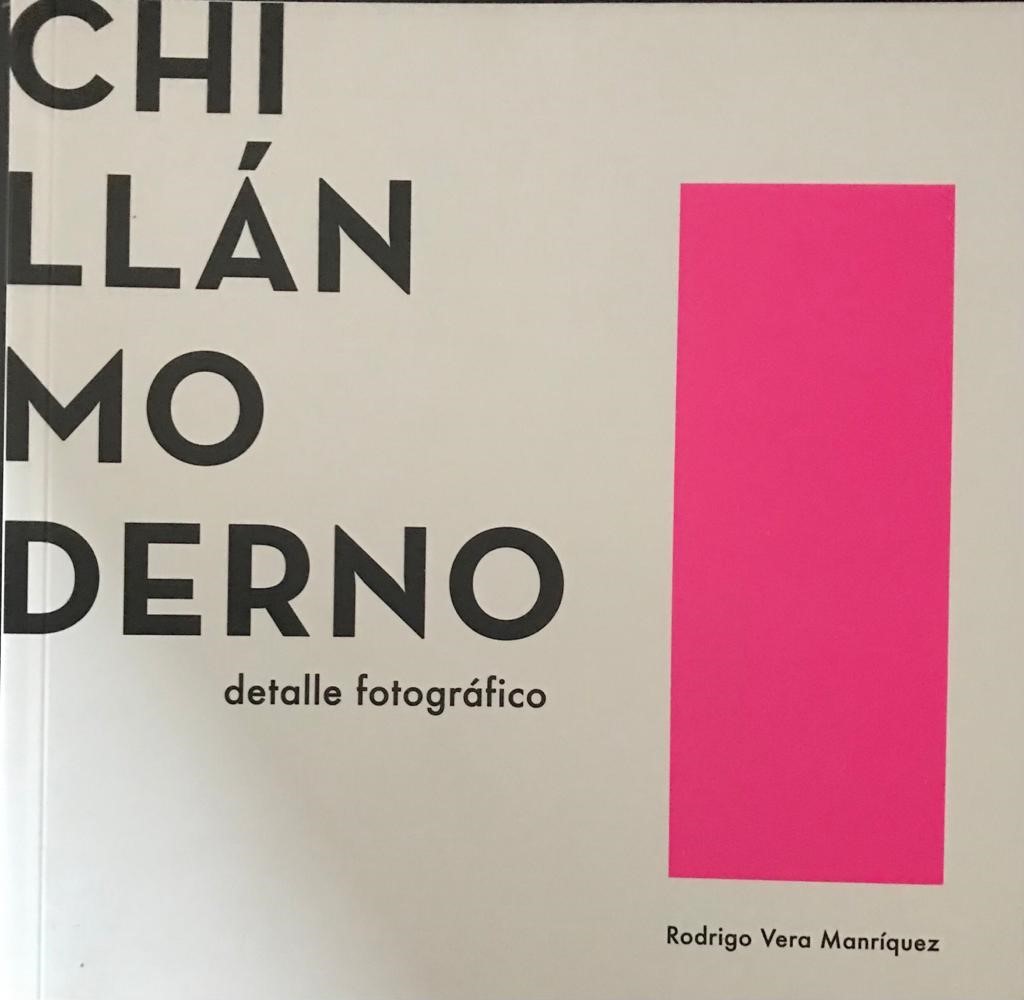 CHI
LLÁN
MO
DERNO
detalle fotográfico
Rodrigo Vera Manríquez